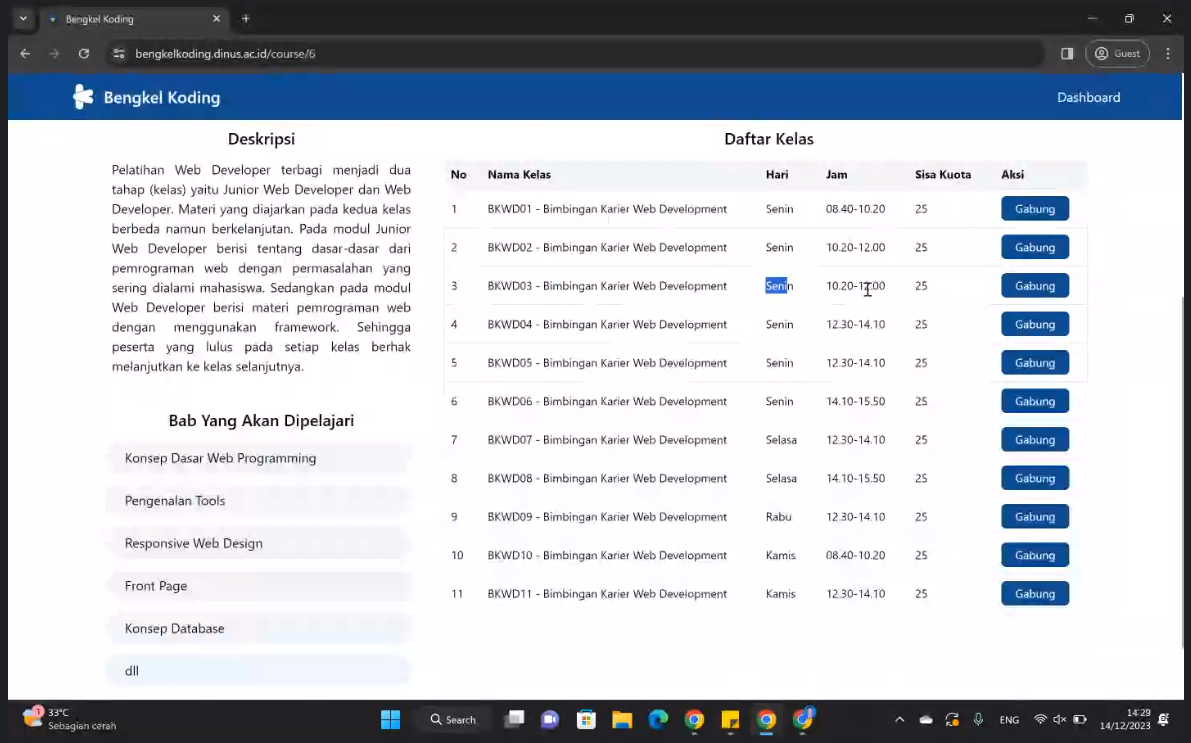 Bengkel Koding
bengkelkoding.dinus.ac.id/course/6
Guest
Bengkel Koding
Dashboard
Deskripsi
Pelatihan Web Developer terbagi menjadi dua
tahap (kelas) yaitu Junior Web Developer dan Web
Developer. Materi yang diajarkan pada kedua kelas
berbeda namun berkelanjutan. Pada modul Junior
Web Developer berisi tentang dasar-dasar dari
pemrograman web dengan permasalahan yang
sering dialami mahasiswa. Sedangkan pada modul
Web Developer berisi materi pemrograman web
dengan menggunakan framework. Sehingga
peserta yang lulus pada setiap kelas berhak
melanjutkan ke kelas selanjutnya.
Bab Yang Akan Dipelajari
Konsep Dasar Web Programming
Pengenalan Tools
Responsive Web Design
Front Page
Konsep Database
dll
Daftar Kelas
No Nama Kelas Hari Jam Sisa Kuota Aksi
1 BKWD01 - Bimbingan Karier Web Development Senin 08.40-10.20 25 Gabung
2 BKWD02 - Bimbingan Karier Web Development Senin 10.20-12.00 25 Gabung
3 BKWD03 - Bimbingan Karier Web Development Senin 10.20-12.00 25 Gabung
4 BKWD04 - Bimbingan Karier Web Development Senin 12.30-14.10 25 Gabung
5 BKWD05 - Bimbingan Karier Web Development Senin 12.30-14.10 25 Gabung
6 BKWD06 - Bimbingan Karier Web Development Senin 14.10-15.50 25 Gabung
7 BKWD07 - Bimbingan Karier Web Development Selasa 12.30-14.10 25 Gabung
8 BKWD08 - Bimbingan Karier Web Development Selasa 14.10-15.50 25 Gabung
9 BKWD09 - Bimbingan Karier Web Development Rabu 12.30-14.10 25 Gabung
10 BKWD10 - Bimbingan Karier Web Development Kamis 08.40-10.20 25 Gabung
11 BKWD11 - Bimbingan Karier Web Development Kamis 12.30-14.10 25 Gabung
1
33°C
Sebagian cerah
Search
ENG
14:29
14/12/2023